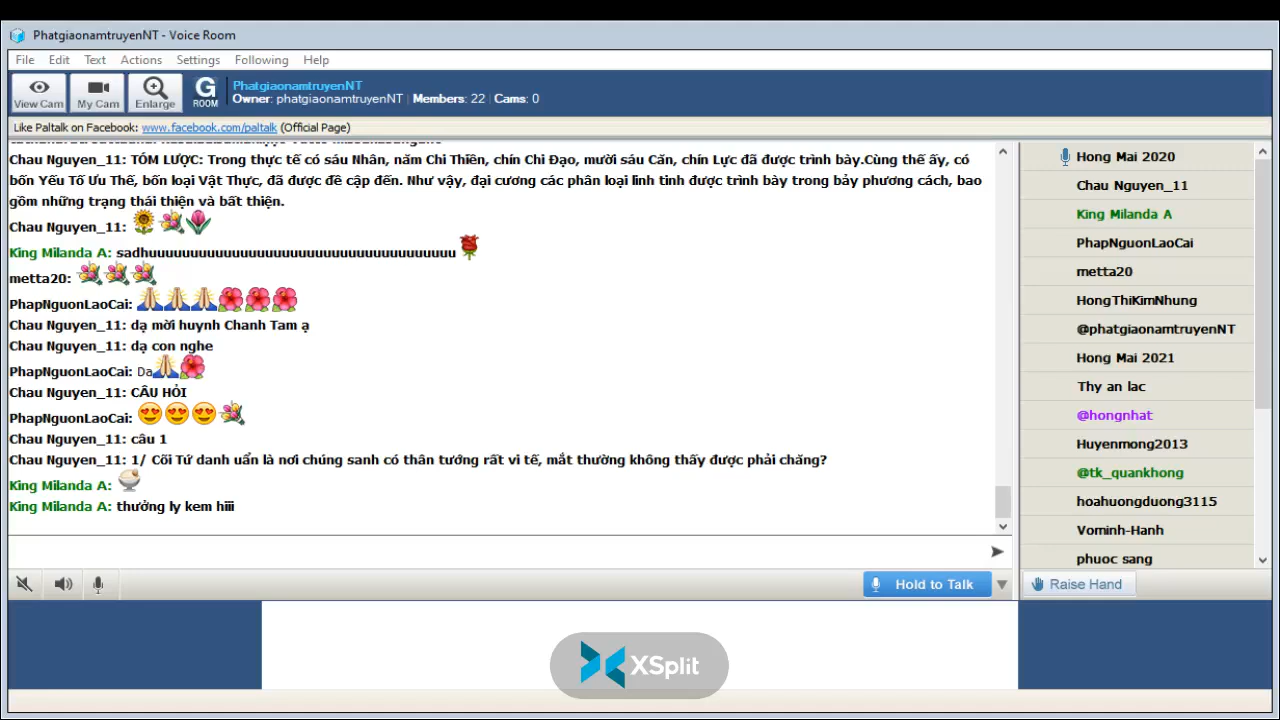 PhatgiaonamtruyenNT - Voice Room
File Edit Text Actions Settings Following Help
View Cam
My Cam
Enlarge
G
ROOM
PhatgiaonamtruyenNT
Owner: phatgiaonamtruyenNT | Members: 22 | Cams: 0
Like Paltalk on Facebook: www.facebook.com/paltalk (Official Page)
Chau Nguyen_11: TÓM LƯỢC: Trong thực tế có sáu Nhân, năm Chi Thiên, chín Chi Đạo, mười sáu Căn, chín Lực đã được trình bày.Cùng thế ấy, có
bốn Yếu Tố Ưu Thế, bốn loại Vật Thực, đã được đề cập đến. Như vậy, đại cương các phân loại linh tinh được trình bày trong bảy phương cách, bao
gồm những trạng thái thiện và bất thiện.
Chau Nguyen_11:
King Milanda A: sadhuuuuuuuuuuuuuuuuuuuuuuuuuuuuuuuuuuuu
metta20:
PhapNguonLaoCai:
Chau Nguyen_11: dạ mời huynh Chanh Tam ạ
Chau Nguyen_11: dạ con nghe
PhapNguonLaoCai: Da
Chau Nguyen_11: CÂU HỎI
PhapNguonLaoCai:
Chau Nguyen_11: câu 1
Chau Nguyen_11: 1/ Cõi Tứ danh uẩn là nơi chúng sanh có thân tướng rất vi tế, mắt thường không thấy được phải chăng?
King Milanda A:
King Milanda A: thưởng ly kem hiii
Hong Mai 2020
Chau Nguyen_11
King Milanda A
PhapNguonLaoCai
metta20
HongThiKimNhung
@phatgiaonamtruyenNT
Hong Mai 2021
Thy an lac
@hongnhat
Huyenmong2013
@tk_quankhong
hoahuongduong3115
Vominh-Hanh
phuoc sang
Hold to Talk
Raise Hand
XSplit